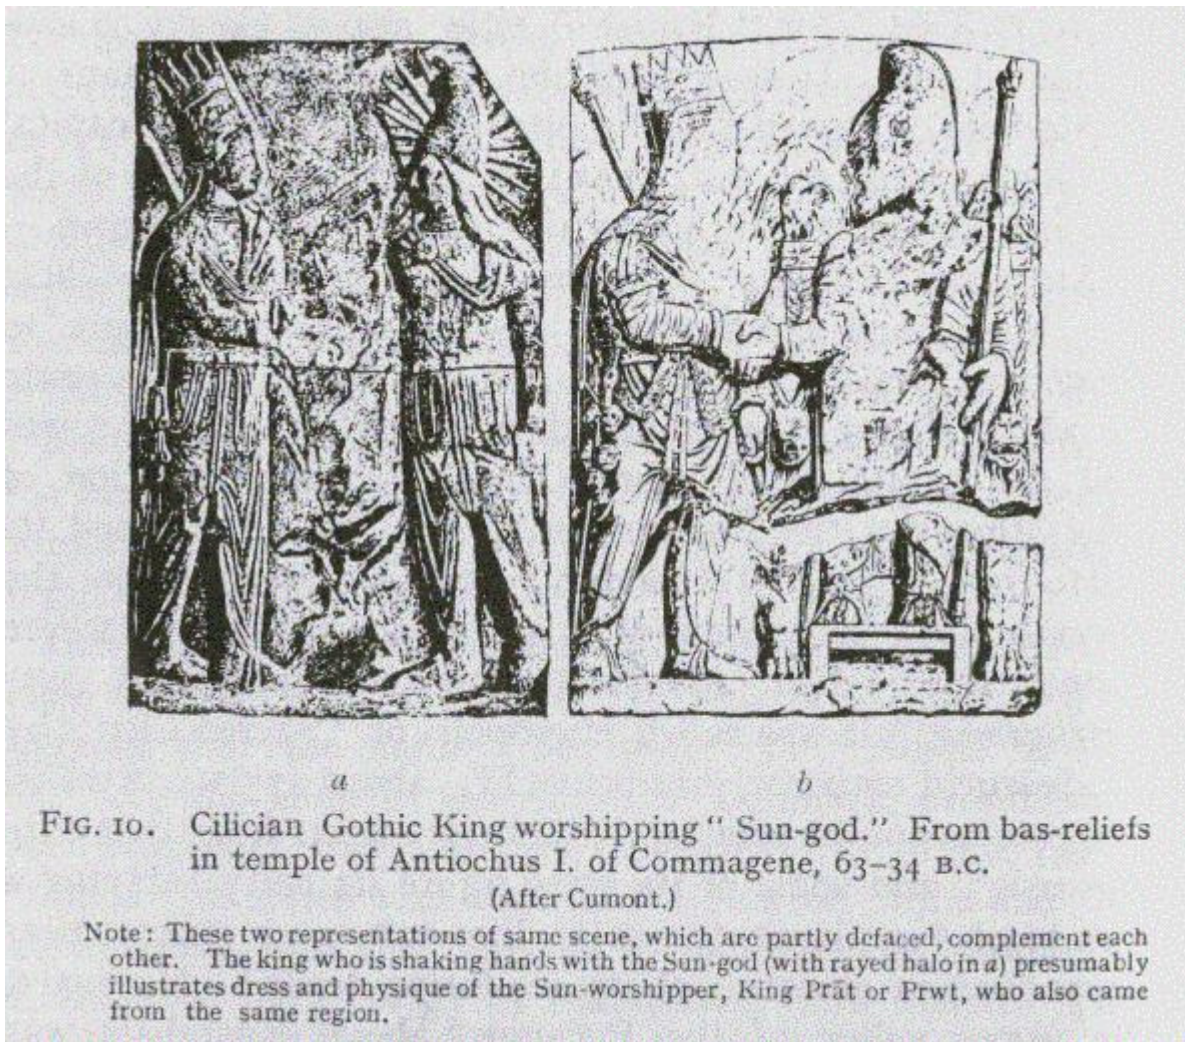 a b
FIG. 10. Cilician Gothic King worshipping “ Sun-god.” From bas-reliefs
in temple of Antiochus I. of Commagene, 63–34 B.C.
(After Cumont.)
Note : These two representations of same scene, which are partly defaced, complement each
other. The king who is shaking hands with the Sun-god (with rayed halo in a) presumably
illustrates dress and physique of the Sun-worshipper, King Prāt or Prwt, who also came
from the same region.